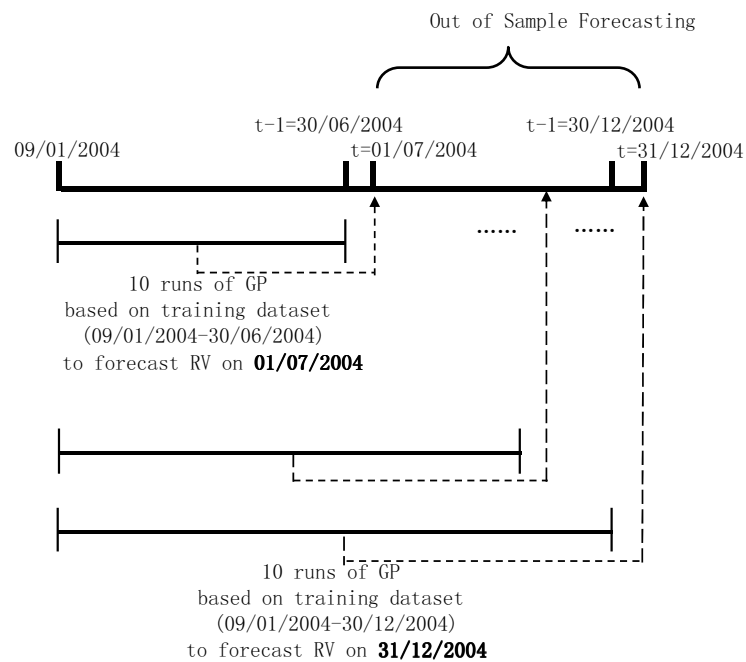 Out of Sample Forecasting
t-1=30/06/2004
t-1=30/12/2004
09/01/2004
t=01/07/2004
t=31/12/2004
......
......
10 runs of GP
based on training dataset
(09/01/2004-30/06/2004)
to forecast RV on 01/07/2004
10 runs of GP
based on training dataset
(09/01/2004-30/12/2004)
to forecast RV on 31/12/2004